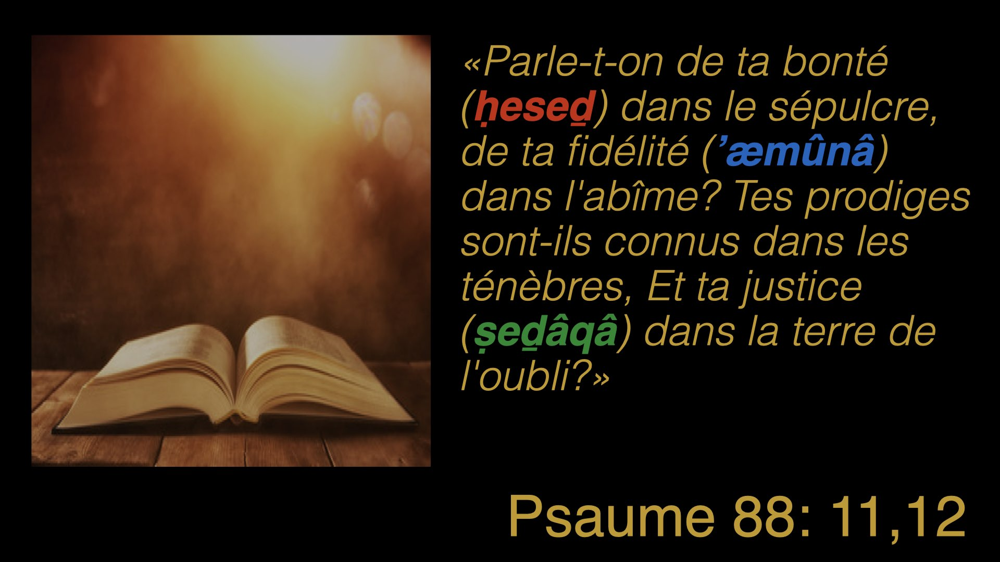 «Parle-t-on de ta bonté
(ḥeseḏ) dans le sépulcre,
de ta fidélité (’æmûnâ)
dans l'abîme? Tes prodiges
sont-ils connus dans les
ténèbres, Et ta justice
(ṣeḏâqâ) dans la terre de
l'oubli?»
Psaume 88: 11,12